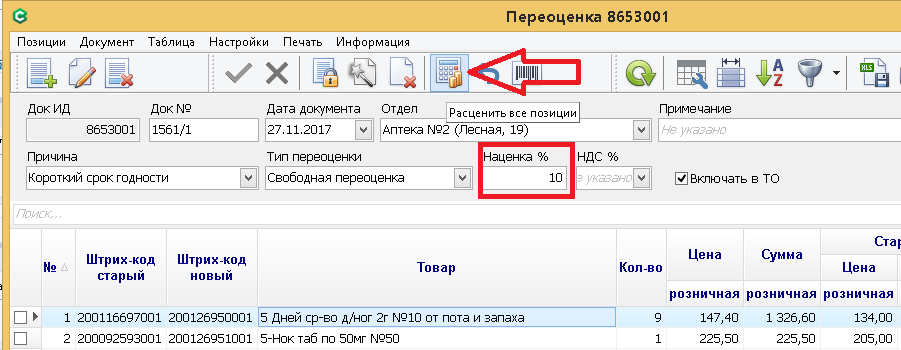 Переоценка 8653001
Позиции Документ Таблица Настройки Печать Информация
XLS
Док ИД Док № Дата документа Отдел Примечание
Расценить все позиции
8653001 1561/1 27.11.2017 Аптека №2 (Лесная, 19) Не указано
Причина Тип переоценки Наценка % НДС %
Короткий срок годности Свободная переоценка 10 е указано Включать в ТО
Поиск...
№ Штрих-код старый Штрих-код новый Товар Кол-во Цена Сумма Стар
Цена
розничная розничная розничная
1 200116697001 200126950001 5 Дней ср-во д/ног 2г №10 от пота и запаха 9 147,40 1 326,60 134,00
2 200092593001 200126951001 5-Нок таб по 50мг №50 1 225,50 225,50 205,00